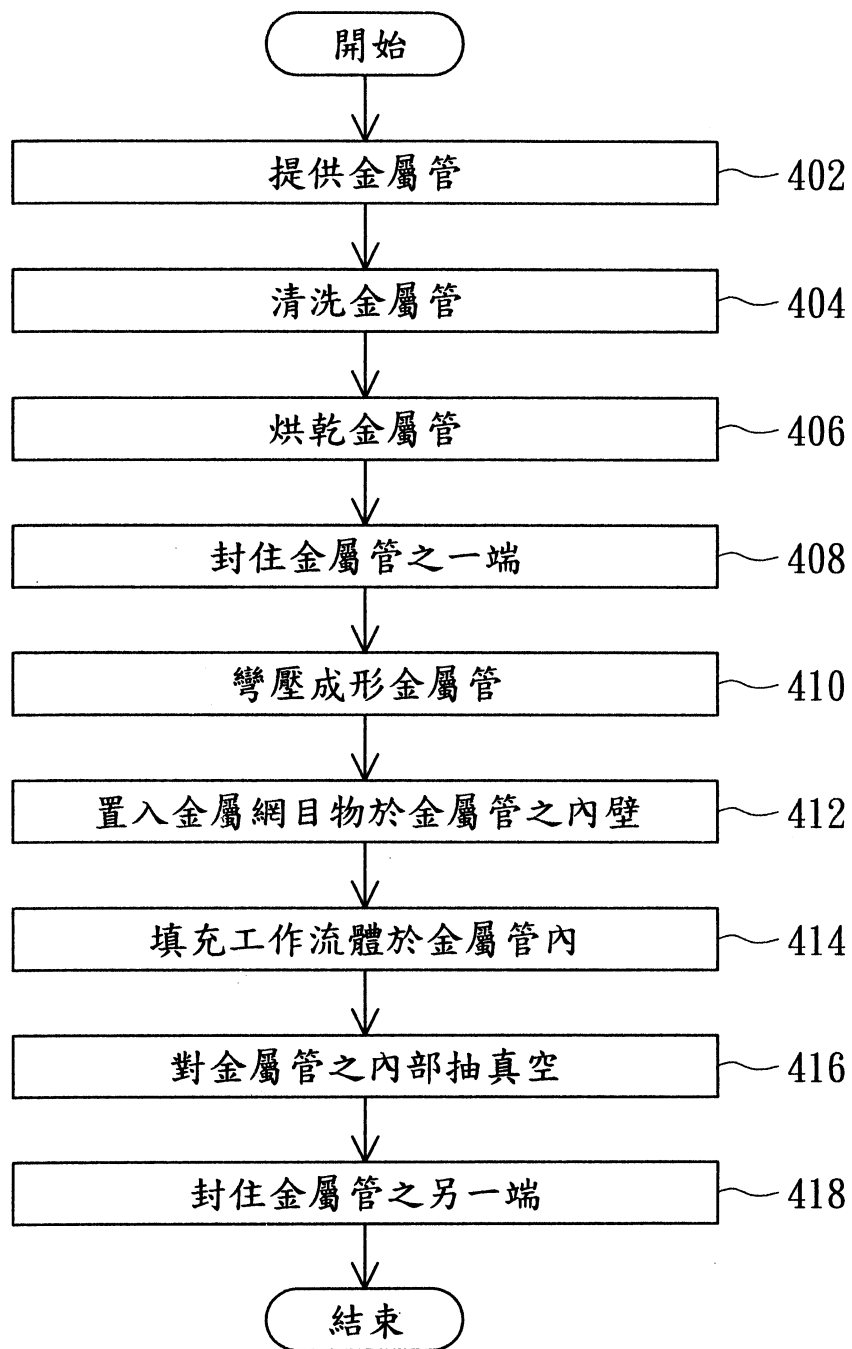 開始
提供金屬管 402
清洗金屬管 404
烘乾金屬管 406
封住金屬管之一端 408
彎壓成形金屬管 410
置入金屬網目物於金屬管之內壁 412
填充工作流體於金屬管內 414
對金屬管之內部抽真空 416
封住金屬管之另一端 418
結束